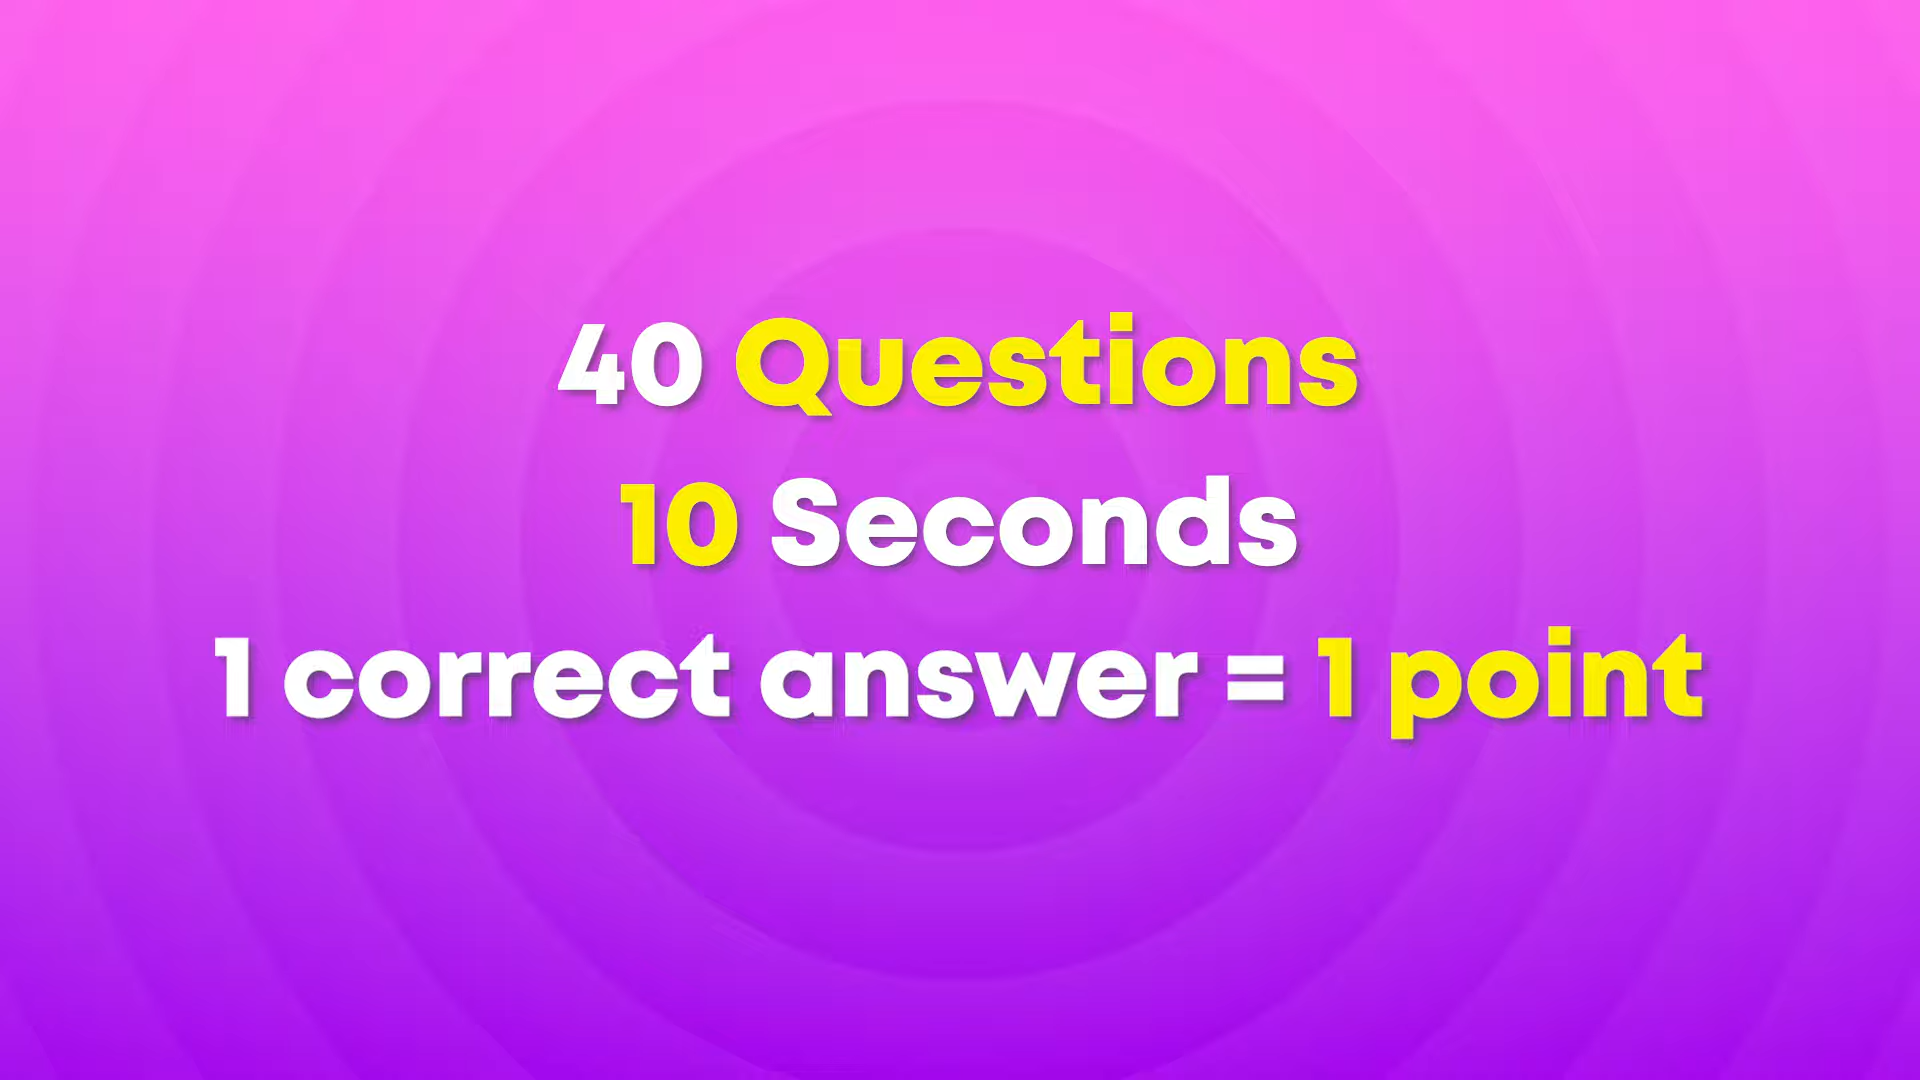 40 Questions
10 Seconds
1 correct answer = 1 point